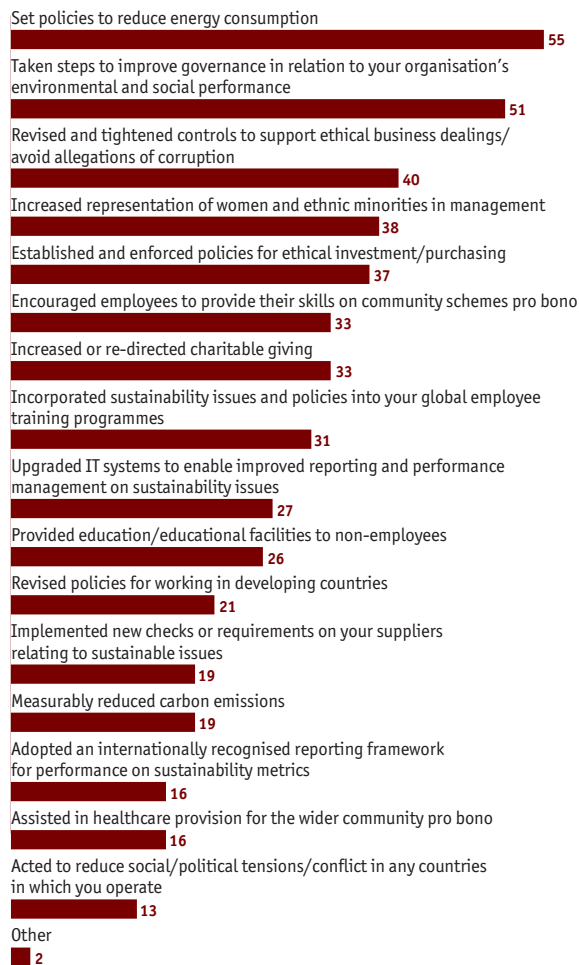 Set policies to reduce energy consumption
55
Taken steps to improve governance in relation to your organisation’s
environmental and social performance
51
Revised and tightened controls to support ethical business dealings/
avoid allegations of corruption
40
Increased representation of women and ethnic minorities in management
38
Established and enforced policies for ethical investment/purchasing
37
Encouraged employees to provide their skills on community schemes pro bono
33
Increased or re-directed charitable giving
33
Incorporated sustainability issues and policies into your global employee
training programmes
31
Upgraded IT systems to enable improved reporting and performance
management on sustainability issues
27
Provided education/educational facilities to non-employees
26
Revised policies for working in developing countries
21
Implemented new checks or requirements on your suppliers
relating to sustainable issues
19
Measurably reduced carbon emissions
19
Adopted an internationally recognised reporting framework
for performance on sustainability metrics
16
Assisted in healthcare provision for the wider community pro bono
16
Acted to reduce social/political tensions/conflict in any countries
in which you operate
13
Other
2